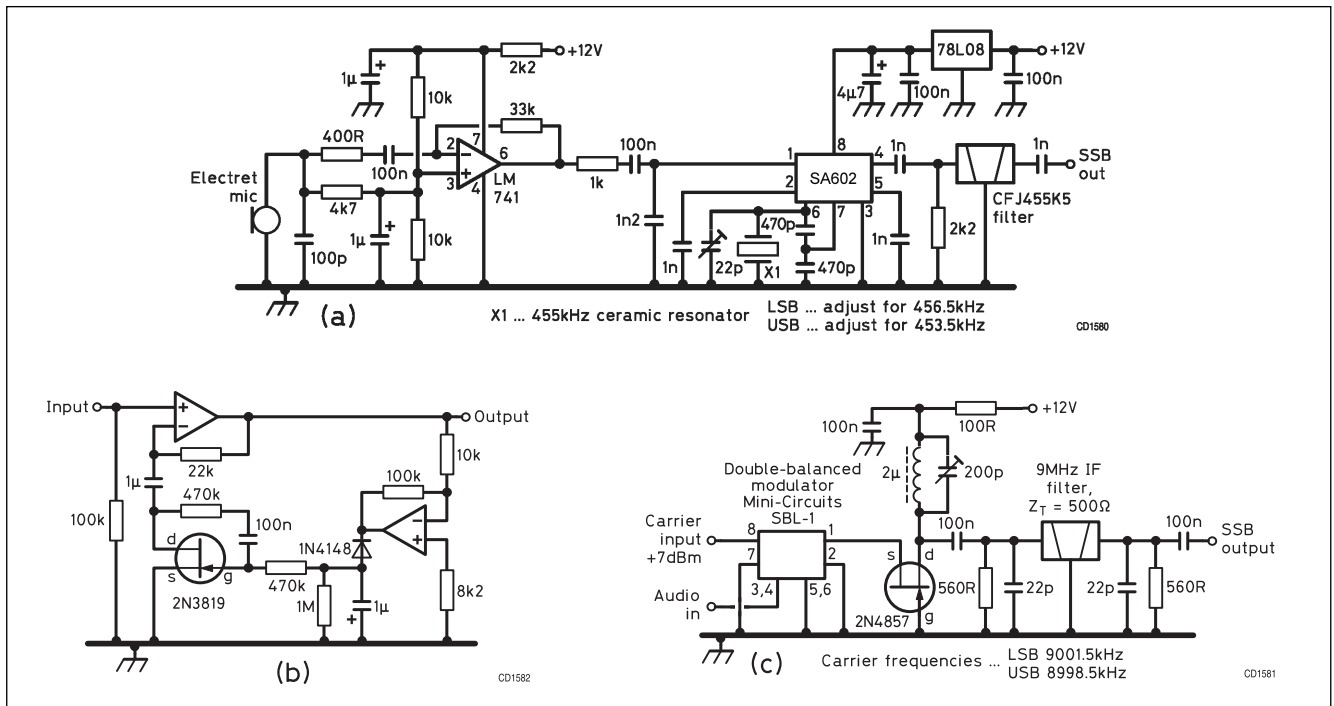 +12V
1µ
+
10k
2k2
33k
400R
100n
2
7
6
3
4
LM
741
Electret
mic
4k7
1µ
+
100p
10k
1k
100n
1n2
1n
22p
X1
470p
470p
1
2
8
SA602
4
5
6
7
3
4µ7
+
100n
78L08
+12V
100n
1n
1n
2k2
CFJ455K5
filter
1n
SSB
out
(a)
X1 ... 455kHz ceramic resonator
LSB ... adjust for 456.5kHz
USB ... adjust for 453.5kHz
CD1580
Input
+
−
Output
22k
1µ
470k
100n
100k
d
s
g
2N3819
470k
1N4148
1M
1µ
+
100k
10k
−
+
8k2
(b)
CD1582
+12V
100R
100n
2µ
200p
Double-balanced
modulator
Mini-Circuits
SBL-1
Carrier
input
+7dBm
Audio
in
8
7
3,4
5,6
1
2
s
d
g
2N4857
100n
560R
22p
9MHz IF
filter,
ZT = 500Ω
22p
560R
100n
SSB
output
(c)
Carrier frequencies ... LSB 9001.5kHz
USB 8998.5kHz
CD1581